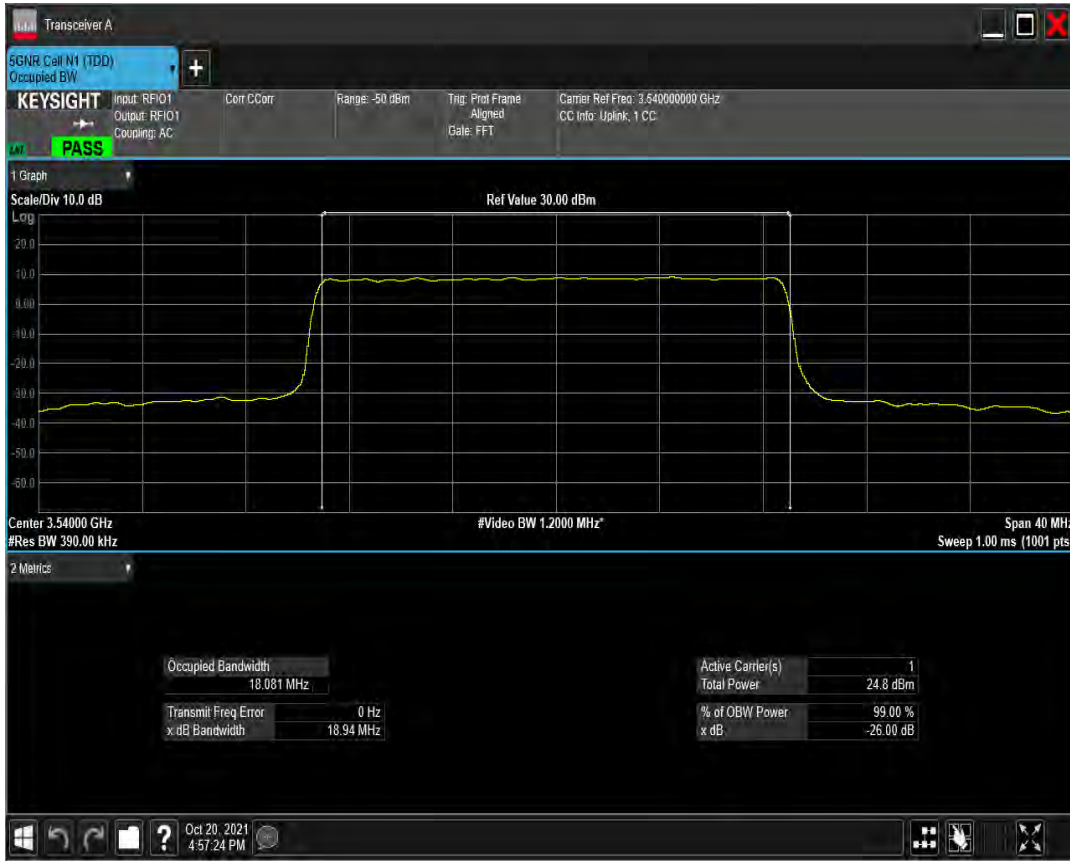 Transceiver A
5GNR Cell N1 (TDD)
Occupied BW
+
KEYSIGHT
Input: RFIO1
Output: RFIO1
Coupling: AC
Corr CCorr
Range: -50 dBm
Trig: Prot Frame
Aligned
Gate: FFT
Carrier Ref Freq: 3.540000000 GHz
CC Info: Uplink, 1 CC
PASS
1 Graph
Scale/Div 10.0 dB
Ref Value 30.00 dBm
Log
20.0
10.0
0.00
-10.0
-20.0
-30.0
-40.0
-50.0
-60.0
Center 3.54000 GHz
#Video BW 1.2000 MHz*
Span 40 MHz
#Res BW 390.00 kHz
Sweep 1.00 ms (1001 pts
2 Metrics
Occupied Bandwidth
18.081 MHz
Transmit Freq Error 0 Hz
x dB Bandwidth 18.94 MHz
Active Carrier(s) 1
Total Power 24.8 dBm
% of OBW Power 99.00 %
x dB -26.00 dB
?
Oct 20, 2021
4:57:24 PM